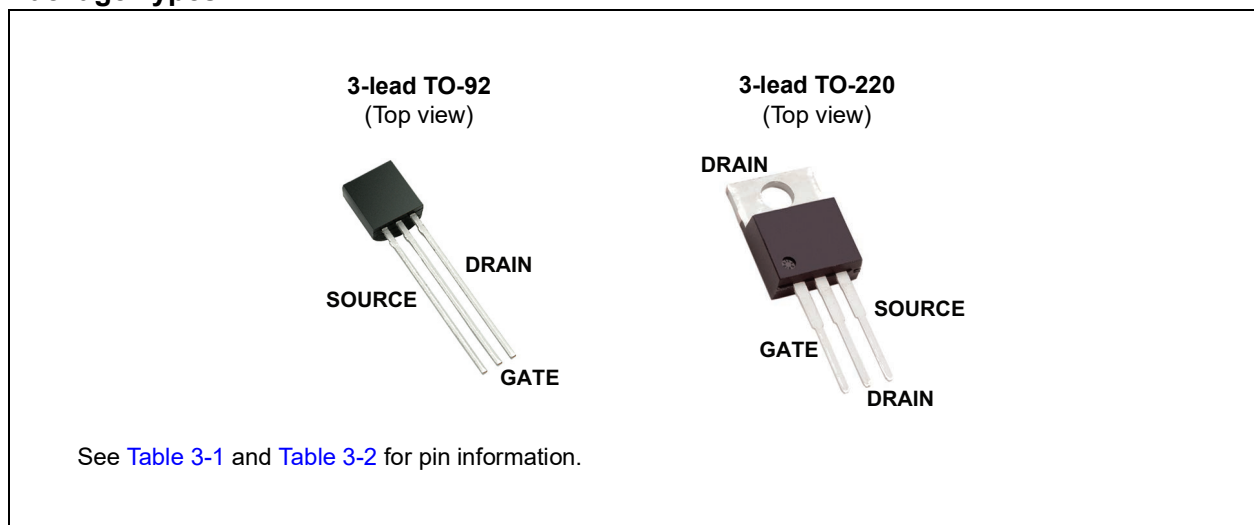 3-lead TO-92
(Top view)
SOURCE
DRAIN
GATE
3-lead TO-220
(Top view)
DRAIN
GATE
SOURCE
DRAIN
See Table 3-1 and Table 3-2 for pin information.